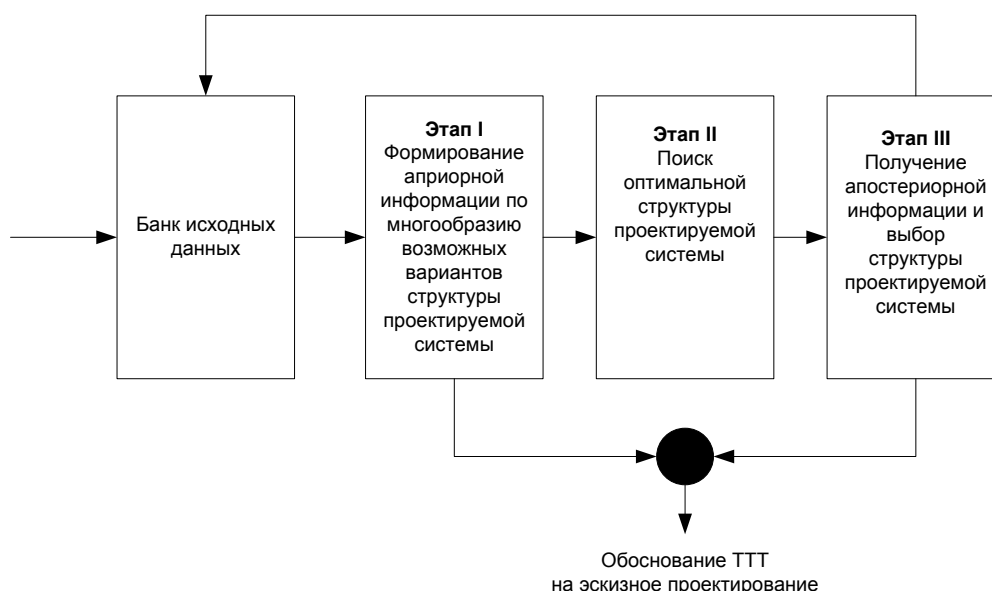 Банк исходных
данных
Этап I
Формирование
априорной
информации по
многообразию
возможных
вариантов
структуры
проектируемой
системы
Этап II
Поиск
оптимальной
структуры
проектируемой
системы
Этап III
Получение
апостериорной
информации и
выбор
структуры
проектируемой
системы
Обоснование ТТТ
на эскизное проектирование